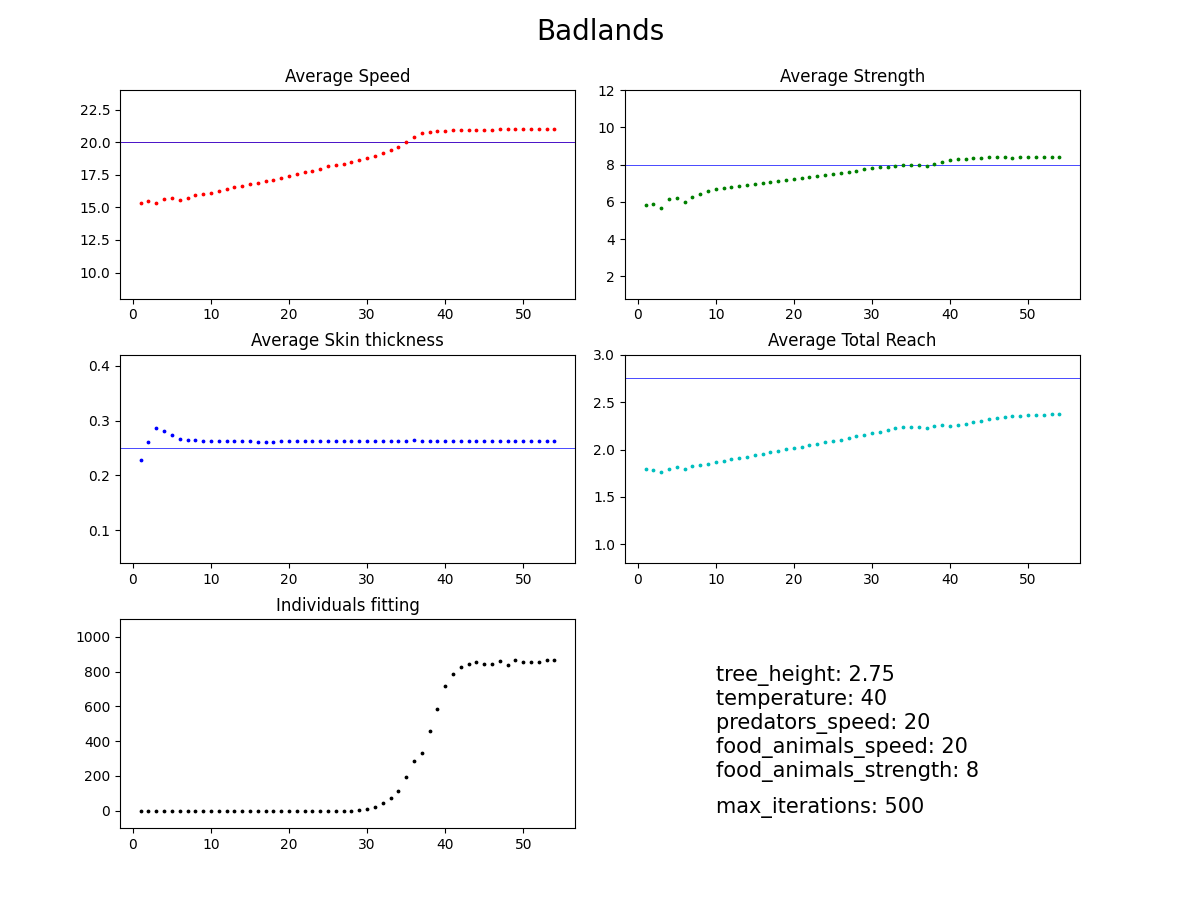 Badlands
Average Speed
22.5
20.0
17.5
15.0
12.5
10.0
0 10 20 30 40 50
Average Strength
12
10
8
6
4
2
0 10 20 30 40 50
Average Skin thickness
0.4
0.3
0.2
0.1
0 10 20 30 40 50
Average Total Reach
3.0
2.5
2.0
1.5
1.0
0 10 20 30 40 50
Individuals fitting
1000
800
600
400
200
0
0 10 20 30 40 50
tree_height: 2.75
temperature: 40
predators_speed: 20
food_animals_speed: 20
food_animals_strength: 8
max_iterations: 500